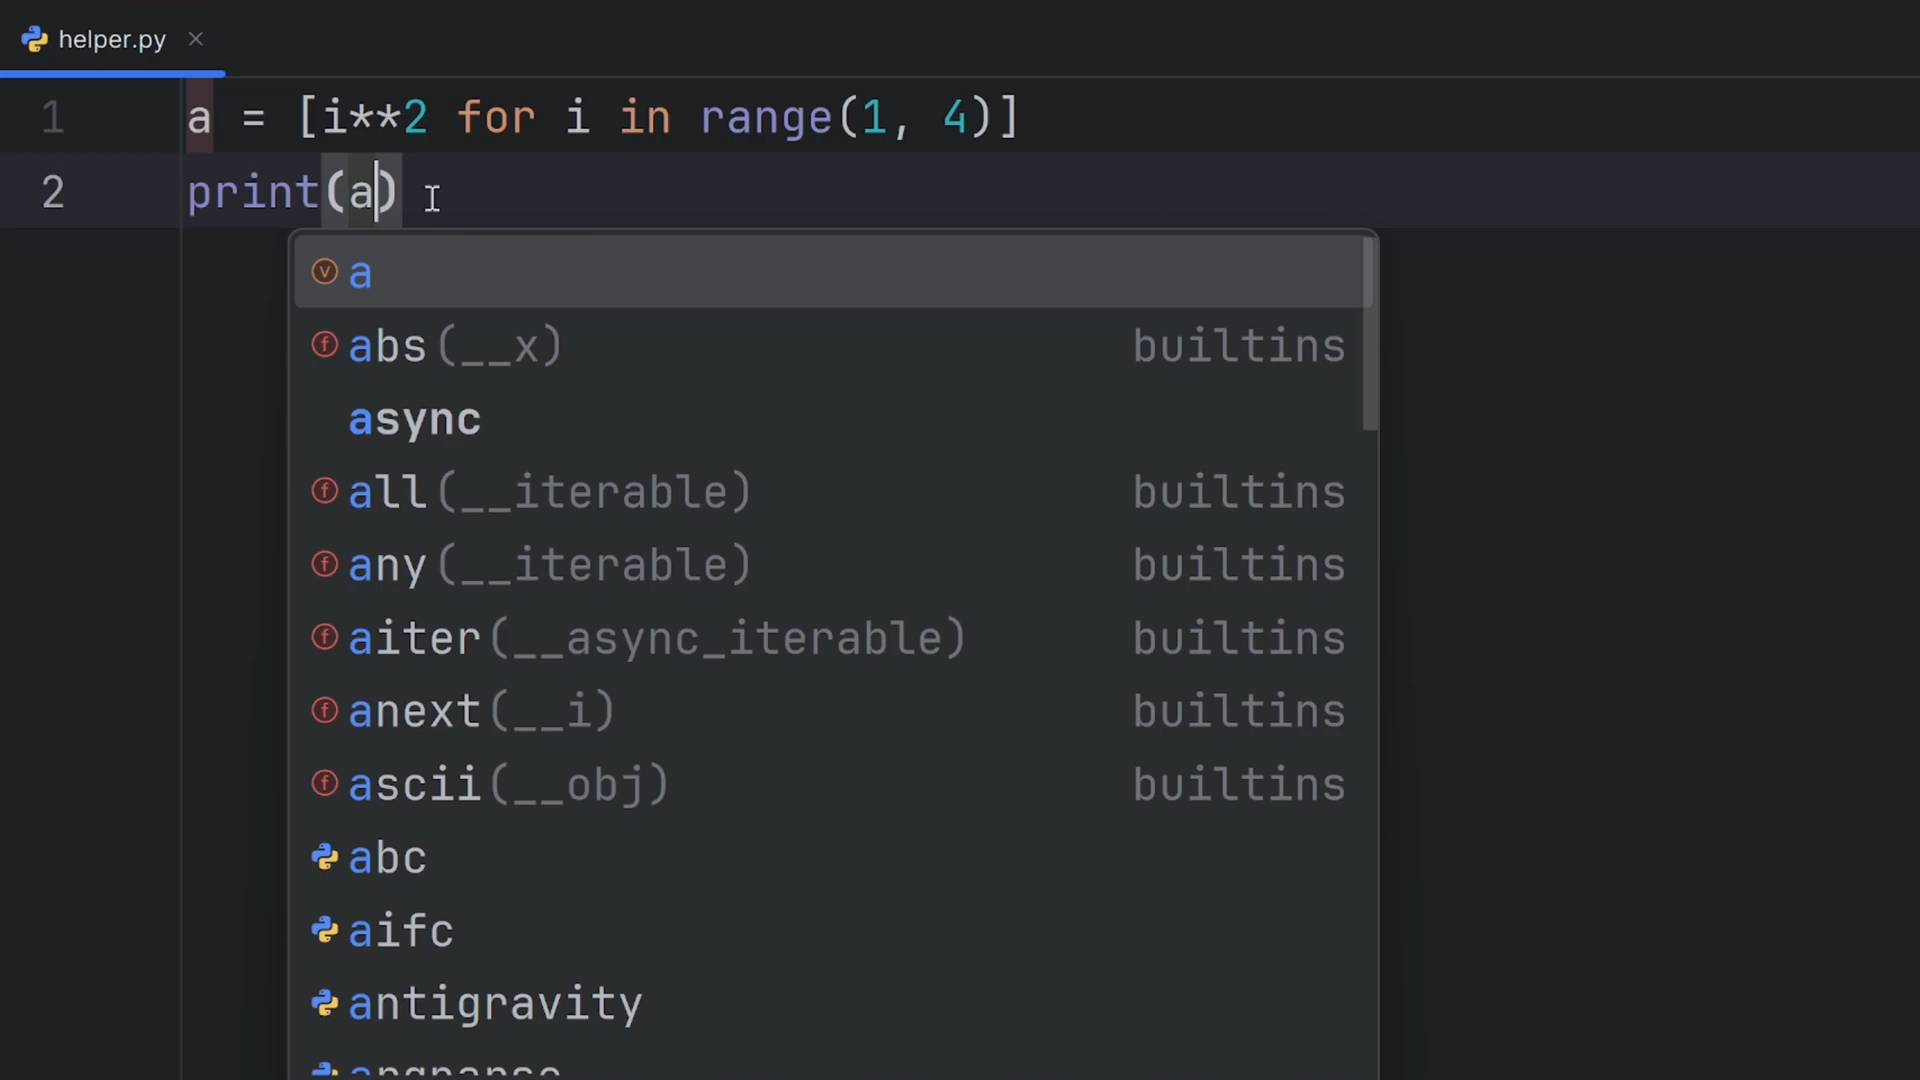 helper.py
1 a = [i**2 for i in range(1, 4)]
2 print(a)
a
abs(__x) builtins
async
all(__iterable) builtins
any(__iterable) builtins
aiter(__async_iterable) builtins
anext(__i) builtins
ascii(__obj) builtins
abc
aifc
antigravity
argparse